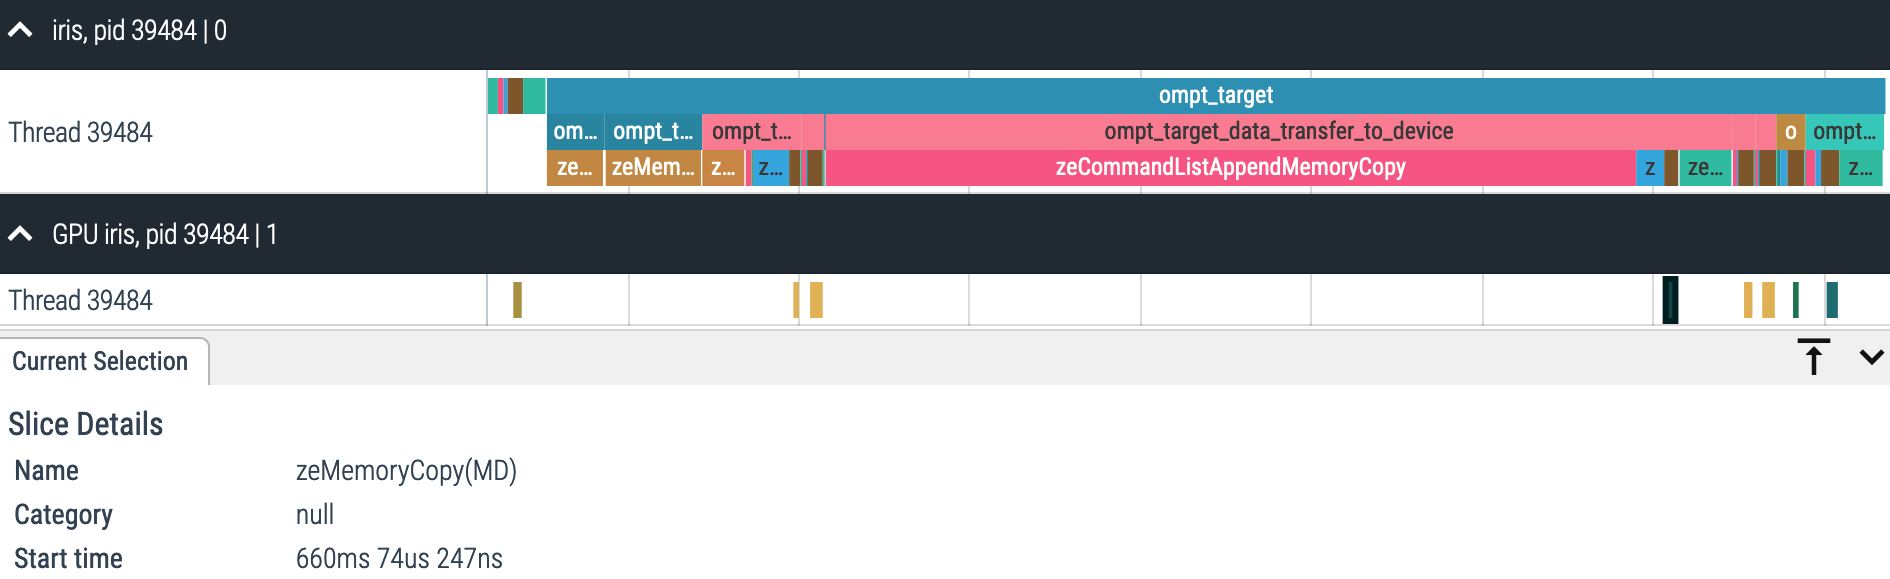 iris, pid 39484 | 0
ompt_target
Thread 39484
om... ompt_t... ompt_t... ompt_target_data_transfer_to_device o ompt...
ze... zeMem... z... z... zeCommandListAppendMemoryCopy z ze... z...
GPU iris, pid 39484 | 1
Thread 39484
Current Selection
Slice Details
Name zeMemoryCopy(MD)
Category null
Start time 660ms 74us 247ns